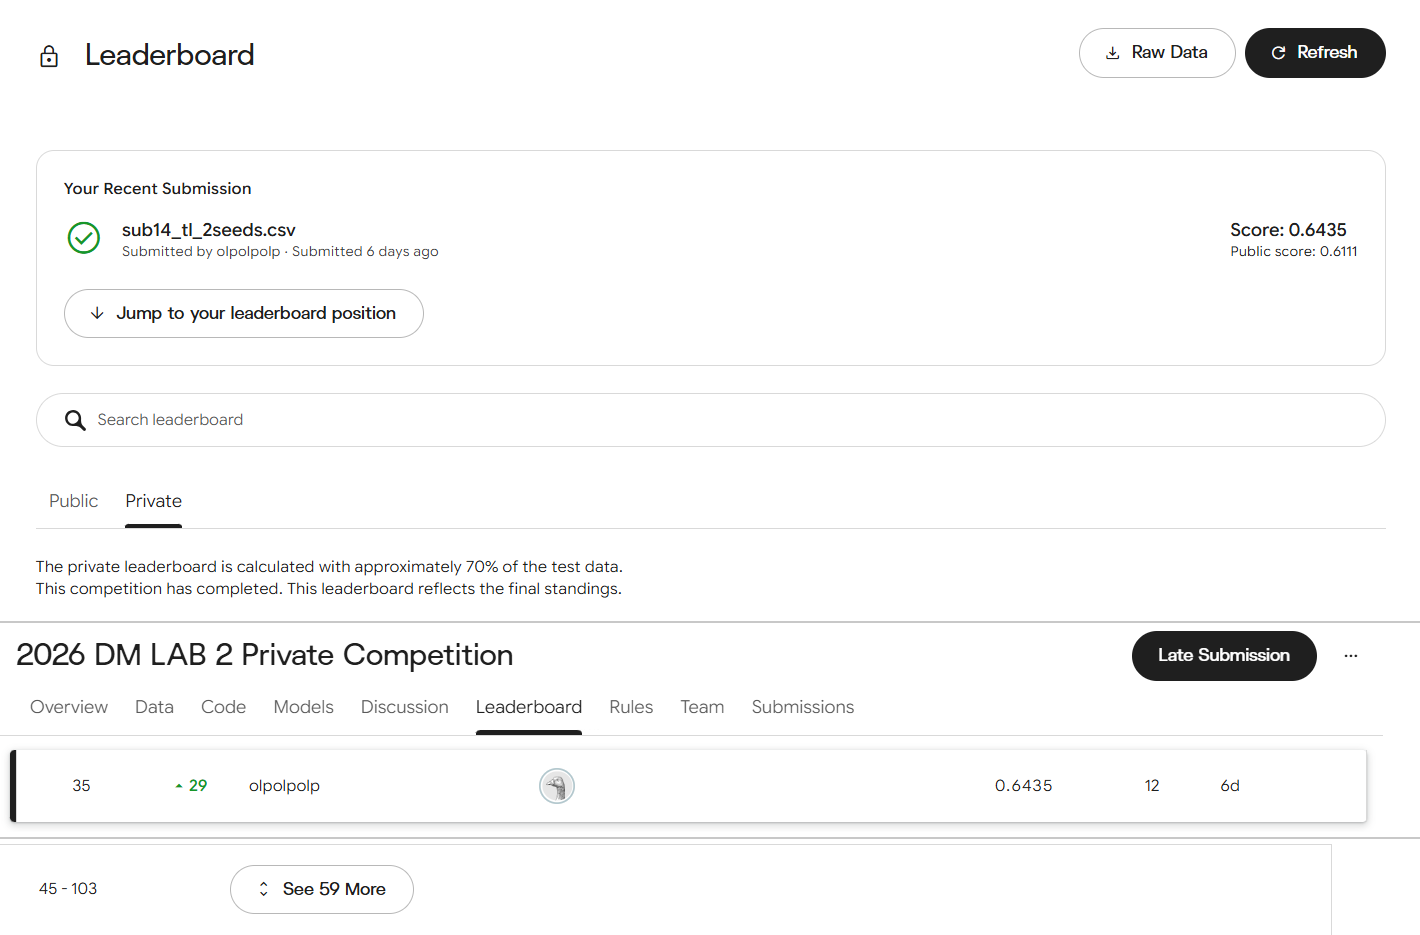 Leaderboard
Raw Data
Refresh
Your Recent Submission
sub14_tl_2seeds.csv
Submitted by olpolpolp · Submitted 6 days ago
Score: 0.6435
Public score: 0.6111
Jump to your leaderboard position
Search leaderboard
Public
Private
The private leaderboard is calculated with approximately 70% of the test data.
This competition has completed. This leaderboard reflects the final standings.
2026 DM LAB 2 Private Competition
Late Submission
...
Overview
Data
Code
Models
Discussion
Leaderboard
Rules
Team
Submissions
35
29
olpolpolp
0.6435
12
6d
45 - 103
See 59 More